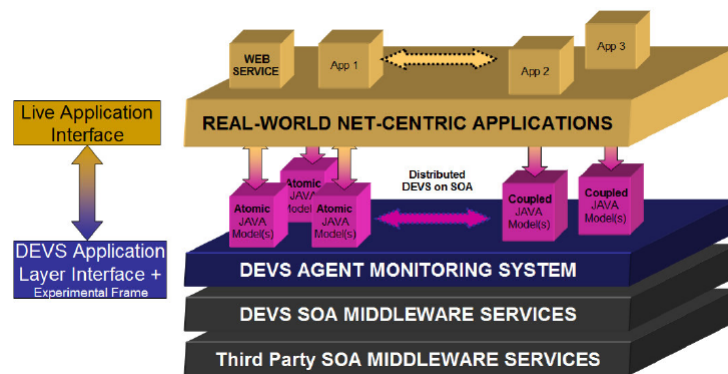 WEB
SERVICE
App 1
App 2
App 3
REAL-WORLD NET-CENTRIC APPLICATIONS
Live Application
Interface
Distributed
DEVS on SOA
Atomic
JAVA
Model(s)
Atomic
JAVA
Model(s)
Atomic
JAVA
Model(s)
Coupled
JAVA
Model(s)
Coupled
JAVA
Model(s)
DEVS Application
Layer Interface +
Experimental Frame
DEVS AGENT MONITORING SYSTEM
DEVS SOA MIDDLEWARE SERVICES
Third Party SOA MIDDLEWARE SERVICES